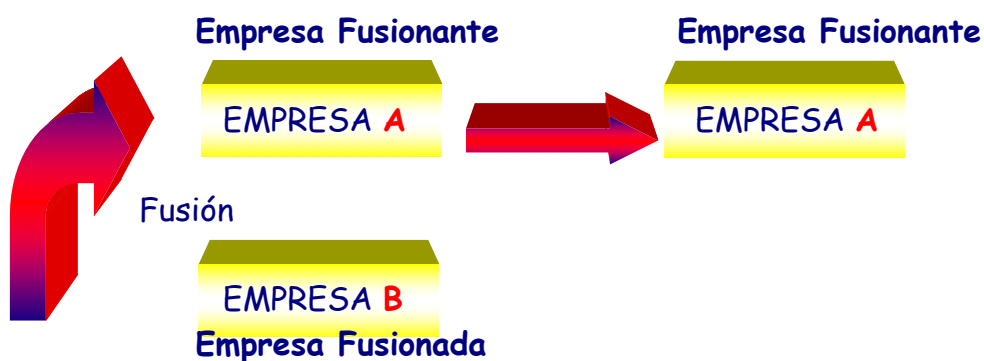 Empresa Fusionante
Empresa Fusionante
EMPRESA A
EMPRESA A
Fusión
EMPRESA B
Empresa Fusionada